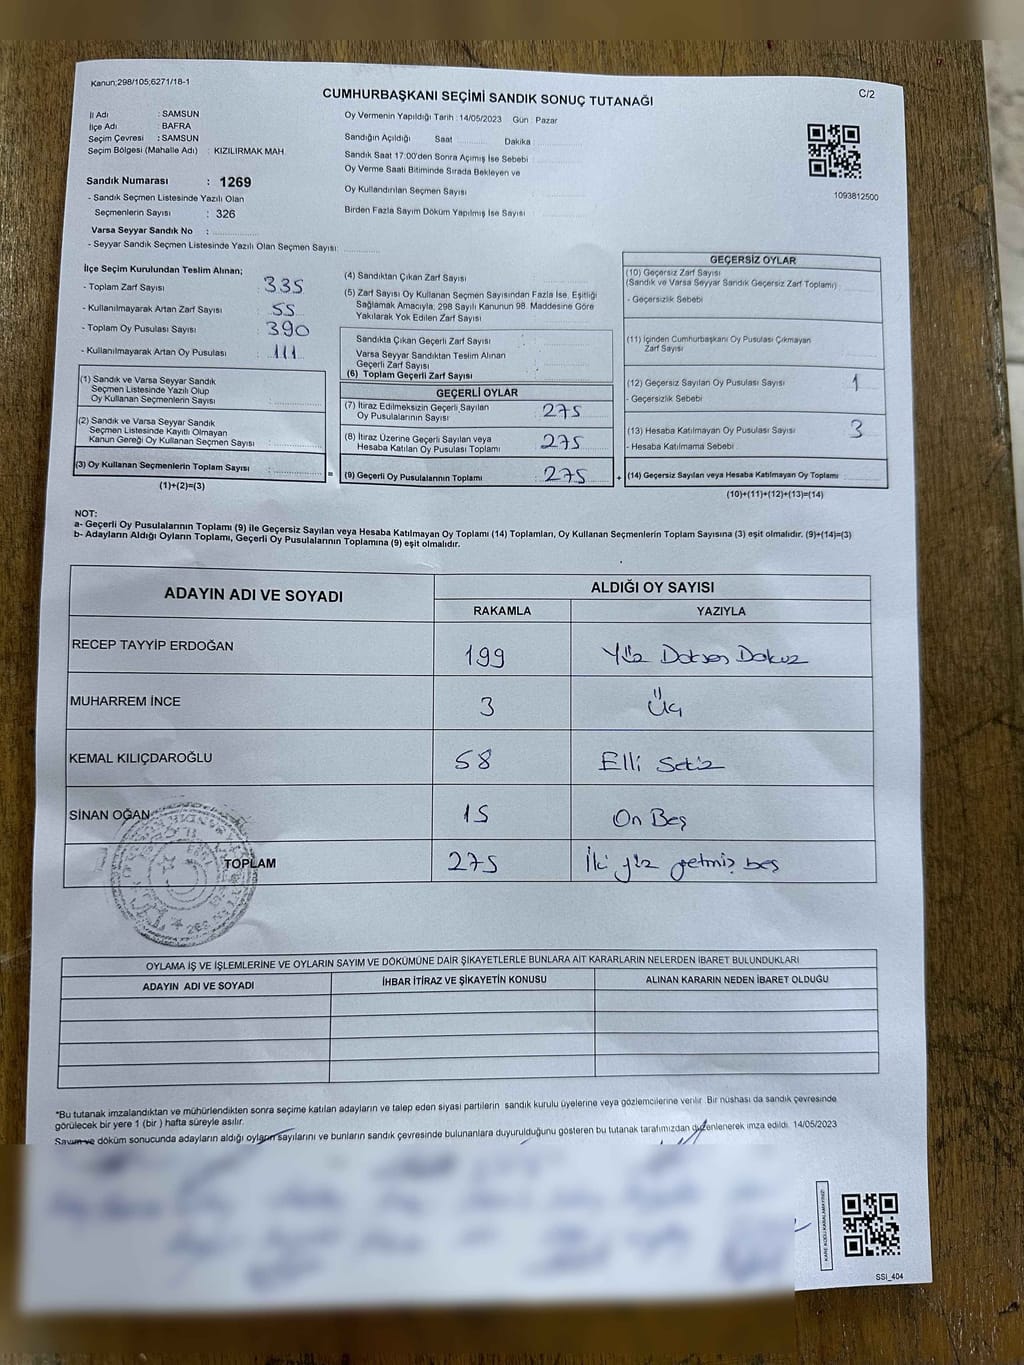 Kanun;298/105;6271/18-1
C/2
CUMHURBAŞKANI SEÇİMİ SANDIK SONUÇ TUTANAĞI
İl Adı : SAMSUN
İlçe Adı : BAFRA
Seçim Çevresi : SAMSUN
Seçim Bölgesi (Mahalle Adı) : KIZILIRMAK MAH.
Sandık Numarası : 1269
- Sandık Seçmen Listesinde Yazılı Olan
Seçmenlerin Sayısı : 326
Varsa Seyyar Sandık No :
- Seyyar Sandık Seçmen Listesinde Yazılı Olan Seçmen Sayısı:
Oy Vermenin Yapıldığı Tarih : 14/05/2023 Gün : Pazar
Sandığın Açıldığı Saat Dakika
Sandık Saat 17:00'den Sonra Açımış İse Sebebi
Oy Verme Saati Bitiminde Sırada Bekleyen ve
Oy Kullandırılan Seçmen Sayısı
Birden Fazla Sayım Döküm Yapılmış İse Sayısı
1093812500
İlçe Seçim Kurulundan Teslim Alınan;
- Toplam Zarf Sayısı : 335
- Kullanılmayarak Artan Zarf Sayısı : 55
- Toplam Oy Pusulası Sayısı : 390
- Kullanılmayarak Artan Oy Pusulası : 111
(1) Sandık ve Varsa Seyyar Sandık
Seçmen Listesinde Yazılı Olup
Oy Kullanan Seçmenlerin Sayısı :
(2) Sandık ve Varsa Seyyar Sandık
Seçmen Listesinde Kayıtlı Olmayan
Kanun Gereği Oy Kullanan Seçmen Sayısı :
(3) Oy Kullanan Seçmenlerin Toplam Sayısı :
(1)+(2)=(3)
(4) Sandıktan Çıkan Zarf Sayısı :
(5) Zarf Sayısı Oy Kullanan Seçmen Sayısından Fazla İse, Eşitliği
Sağlamak Amacıyla, 298 Sayılı Kanunun 98. Maddesine Göre
Yakılarak Yok Edilen Zarf Sayısı :
Sandıkta Çıkan Geçerli Zarf Sayısı :
Varsa Seyyar Sandıktan Teslim Alınan
Geçerli Zarf Sayısı :
(6) Toplam Geçerli Zarf Sayısı :
GEÇERLİ OYLAR
(7) İtiraz Edilmeksizin Geçerli Sayılan
Oy Pusulalarının Sayısı : 275
(8) İtiraz Üzerine Geçerli Sayılan veya
Hesaba Katılan Oy Pusulası Toplamı : 275
(9) Geçerli Oy Pusulalarının Toplamı : 275
GEÇERSİZ OYLAR
(10) Geçersiz Zarf Sayısı
(Sandık ve Varsa Seyyar Sandık Geçersiz Zarf Toplamı)
- Geçersizlik Sebebi
(11) İçinden Cumhurbaşkanı Oy Pusulası Çıkmayan
Zarf Sayısı
(12) Geçersiz Sayılan Oy Pusulası Sayısı 1
- Geçersizlik Sebebi
(13) Hesaba Katılmayan Oy Pusulası Sayısı 3
- Hesaba Katılmama Sebebi
(14) Geçersiz Sayılan veya Hesaba Katılmayan Oy Toplamı
(10)+(11)+(12)+(13)=(14)
NOT:
a- Geçerli Oy Pusulalarının Toplamı (9) ile Geçersiz Sayılan veya Hesaba Katılmayan Oy Toplamı (14) Toplamları, Oy Kullanan Seçmenlerin Toplam Sayısına (3) eşit olmalıdır. (9)+(14)=(3)
b- Adayların Aldığı Oyların Toplamı, Geçerli Oy Pusulalarının Toplamına (9) eşit olmalıdır.
ADAYIN ADI VE SOYADI ALDIĞI OY SAYISI
RAKAMLA YAZIYLA
RECEP TAYYİP ERDOĞAN 199 Yüz Doksan Dokuz
MUHARREM İNCE 3 Üç
KEMAL KILIÇDAROĞLU 58 Elli Sekiz
SİNAN OĞAN 15 On Beş
TOPLAM 275 İki yüz yetmiş beş
OYLAMA İŞ VE İŞLEMLERİNE VE OYLARIN SAYIM VE DÖKÜMÜNE DAİR ŞİKAYETLERLE BUNLARA AİT KARARLARIN NELERDEN İBARET BULUNDUKLARI
ADAYIN ADI VE SOYADI İHBAR İTİRAZ VE ŞİKAYETİN KONUSU ALINAN KARARIN NEDEN İBARET OLDUĞU
*Bu tutanak imzalandıktan ve mühürlendikten sonra seçime katılan adayların ve talep eden siyasi partilerin sandık kurulu üyelerine veya gözlemcilerine verilir. Bir nüshası da sandık çevresinde
görülecek bir yere 1 (bir ) hafta süreyle asılır.
Sayım ve döküm sonucunda adayların aldığı oyların sayılarını ve bunların sandık çevresinde bulunanlara duyurulduğunu gösteren bu tutanak tarafımızdan düzenlenerek imza edildi. 14/05/2023
KARE KODU KARALAMAYINIZ!
SSI_404